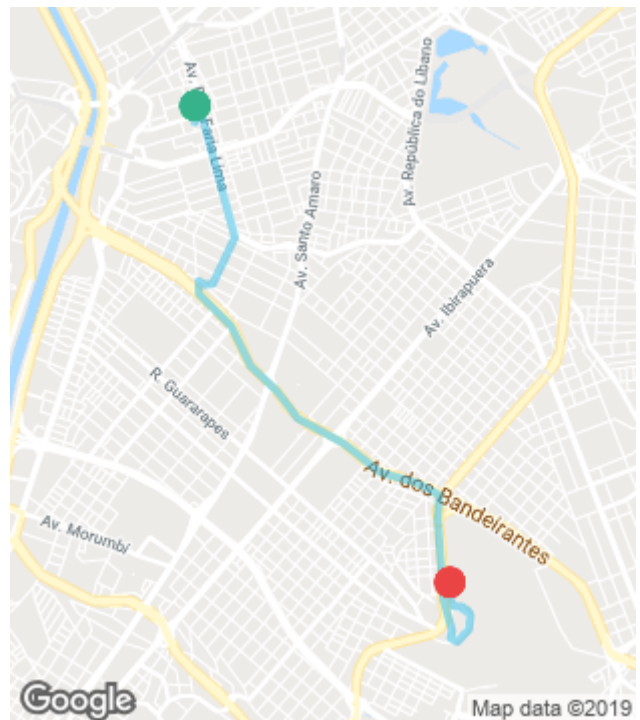 Av.
Faria Lima
Av. República do Líbano
Av. Santo Amaro
Av. Ibirapuera
R. Guararapes
Av. dos Bandeirantes
Av. Morumbi
Google
Map data ©2019